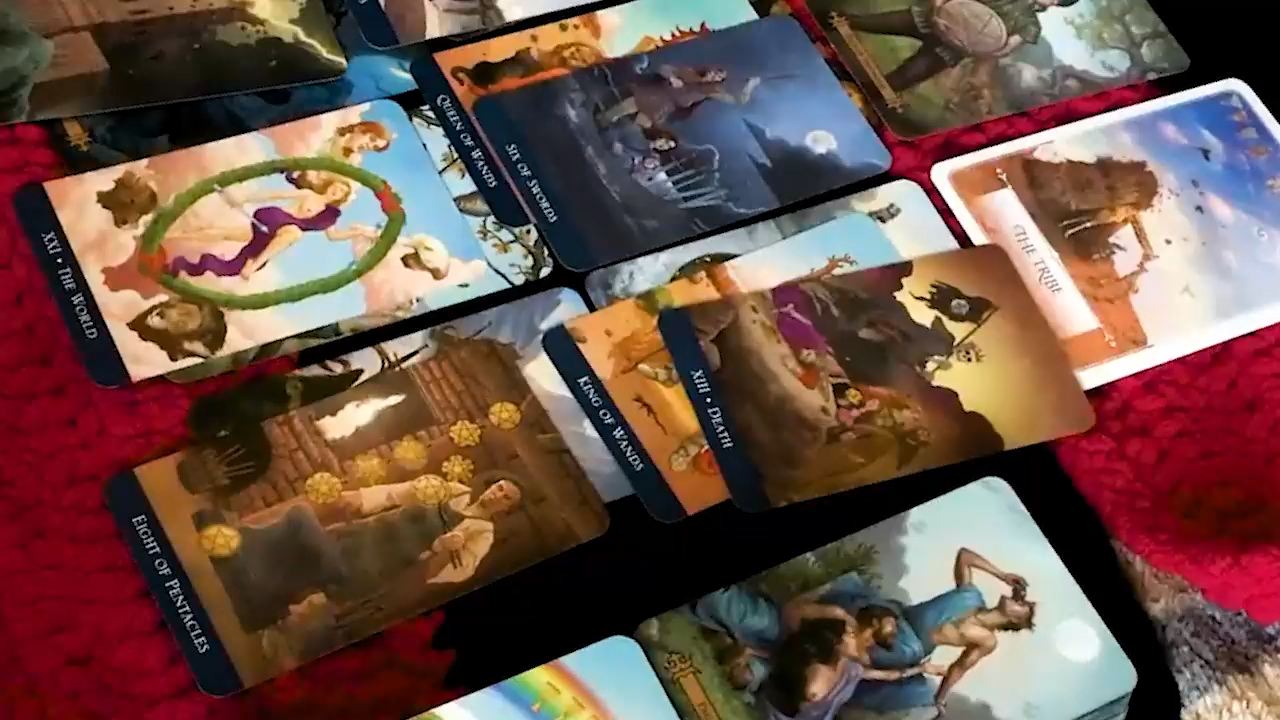 QUEEN OF WANDS
SIX OF SWORDS
XXI • THE WORLD
THE TRIBE
KING OF WANDS
XIII • DEATH
EIGHT OF PENTACLES